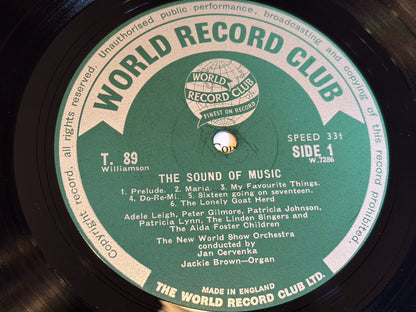 Copyright record. all rights reserved. Unauthorised public performance, broadcasting and copying of this record prohibited.
WORLD RECORD CLUB
WORLD
RECORD CLUB
FINEST ON RECORD
SPEED 33⅓
T. 89
SIDE 1
Williamson
W.7286
THE SOUND OF MUSIC
1. Prelude. 2. Maria. 3. My Favourite Things.
4. Do-Re-Mi. 5. Sixteen going on seventeen.
6. The Lonely Goat Herd
Adele Leigh, Peter Gilmore, Patricia Johnson,
Patricia Lynn, The Linden Singers and
The Aida Foster Children
The New World Show Orchestra
conducted by
Jan Cervenka
Jackie Brown—Organ
MADE IN ENGLAND
THE WORLD RECORD CLUB LTD.